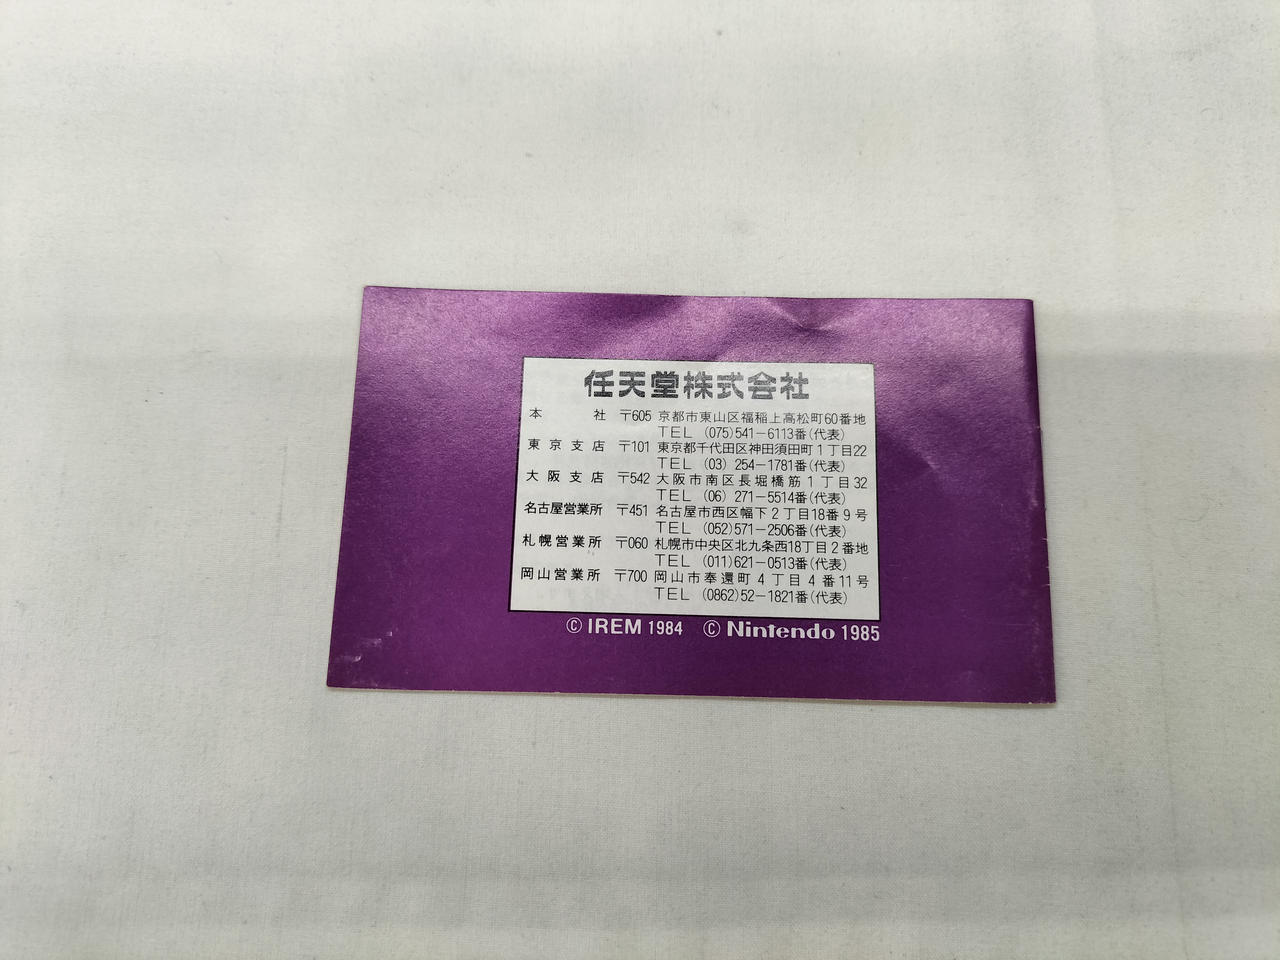 任天堂株式会社
本社 〒605 京都市東山区福稲上高松町60番地
TEL (075)541-6113番(代表)
東京支店 〒101 東京都千代田区神田須田町1丁目22
TEL (03) 254-1781番(代表)
大阪支店 〒542 大阪市南区長堀橋筋1丁目32
TEL (06) 271-5514番(代表)
名古屋営業所 〒451 名古屋市西区幅下2丁目18番9号
TEL (052)571-2506番(代表)
札幌営業所 〒060 札幌市中央区北九条西18丁目2番地
TEL (011)621-0513番(代表)
岡山営業所 〒700 岡山市奉還町4丁目4番11号
TEL (0862)52-1821番(代表)
© IREM 1984 © Nintendo 1985